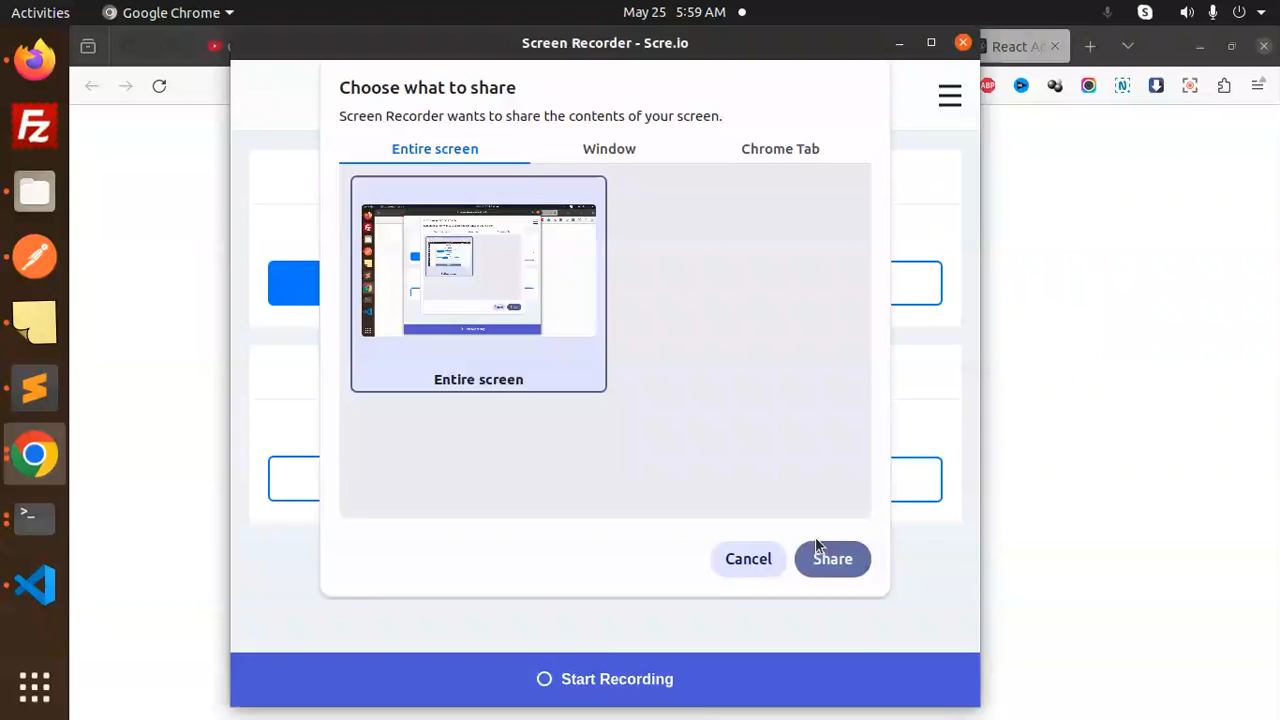 Activities
Google Chrome
May 25 5:59 AM
Screen Recorder - Scre.io
React Ac
ABP
Choose what to share
Screen Recorder wants to share the contents of your screen.
Entire screen
Window
Chrome Tab
Entire screen
Cancel
Share
Start Recording